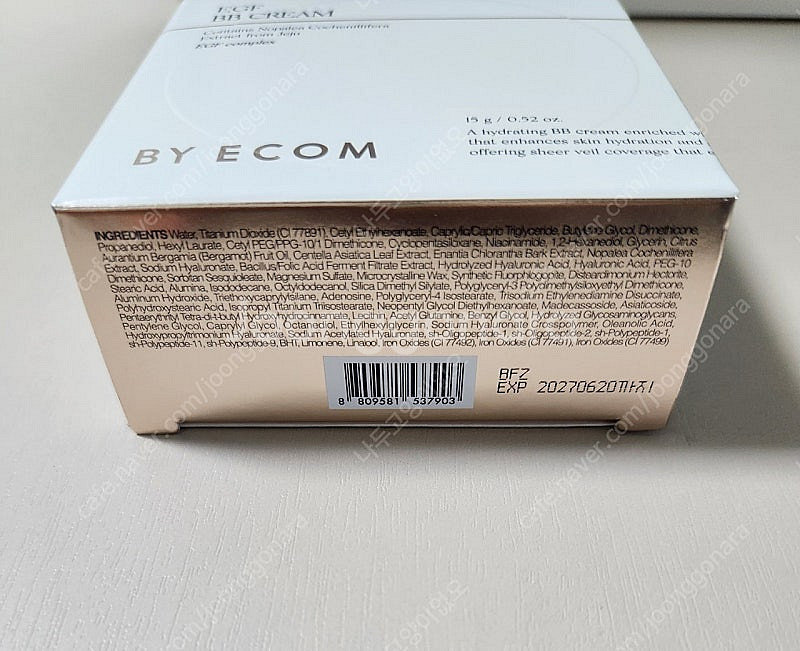 EGF
BB CREAM
Contains Nopalea Cochenillifera
Extract from Jeju
EGF complex
15 g / 0.52 oz.
A hydrating BB cream enriched
that enhances skin hydration and
offering sheer veil coverage that
BY ECOM
INGREDIENTS Water, Titanium Dioxide (CI 77891), Cetyl Ethylhexanoate, Caprylic/Capric Triglyceride, Butylene Glycol, Dimethicone,
Propanediol, Hexyl Laurate, Cetyl PEG/PPG-10/1 Dimethicone, Cyclopentasiloxane, Niacinamide, 1,2-Hexanediol, Glycerin, Citrus
Aurantium Bergamia (Bergamot) Fruit Oil, Centella Asiatica Leaf Extract, Enantia Chlorantha Bark Extract, Nopalea Cochenillifera
Extract, Sodium Hyaluronate, Bacillus/Folic Acid Ferment Filtrate Extract, Hydrolyzed Hyaluronic Acid, Hyaluronic Acid, PEG-10
Dimethicone, Sorbitan Sesquioleate, Magnesium Sulfate, Microcrystalline Wax, Synthetic Fluorphlogopite, Disteardimonium Hectorite,
Stearic Acid, Alumina, Isododecane, Octyldodecanol, Silica Dimethyl Silylate, Polyglyceryl-3 Polydimethylsiloxyethyl Dimethicone,
Aluminum Hydroxide, Triethoxycaprylylsilane, Adenosine, Polyglyceryl-4 Isostearate, Trisodium Ethylenediamine Disuccinate,
Polyhydroxystearic Acid, Isopropyl Titanium Triisostearate, Neopentyl Glycol Diethylhexanoate, Madecassoside, Asiaticoside,
Pentaerythrityl Tetra-di-t-butyl Hydroxyhydrocinnamate, Lecithin, Acetyl Glutamine, Benzyl Glycol, Hydrolyzed Glycosaminoglycans,
Pentylene Glycol, Caprylyl Glycol, Octanediol, Ethylhexylglycerin, Sodium Hyaluronate Crosspolymer, Oleanolic Acid,
Hydroxypropyltrimonium Hyaluronate, Sodium Acetylated Hyaluronate, sh-Oligopeptide-1, sh-Oligopeptide-2, sh-Polypeptide-1,
sh-Polypeptide-11, sh-Polypeptide-9, BHT, Limonene, Linalool, Iron Oxides (CI 77492), Iron Oxides (CI 77491), Iron Oxides (CI 77499)
8 809581 537903
BFZ
EXP 20270620까지
cafe.naver.com/joonggonara